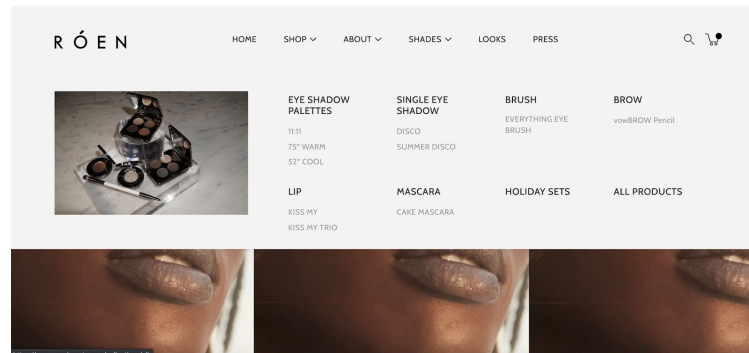 RÓEN
HOME
SHOP
ABOUT
SHADES
LOOKS
PRESS
EYE SHADOW
PALETTES
11:11
75° WARM
52° COOL
SINGLE EYE
SHADOW
DISCO
SUMMER DISCO
BRUSH
EVERYTHING EYE
BRUSH
BROW
vowBROW Pencil
LIP
KISS MY
KISS MY TRIO
MASCARA
CAKE MASCARA
HOLIDAY SETS
ALL PRODUCTS